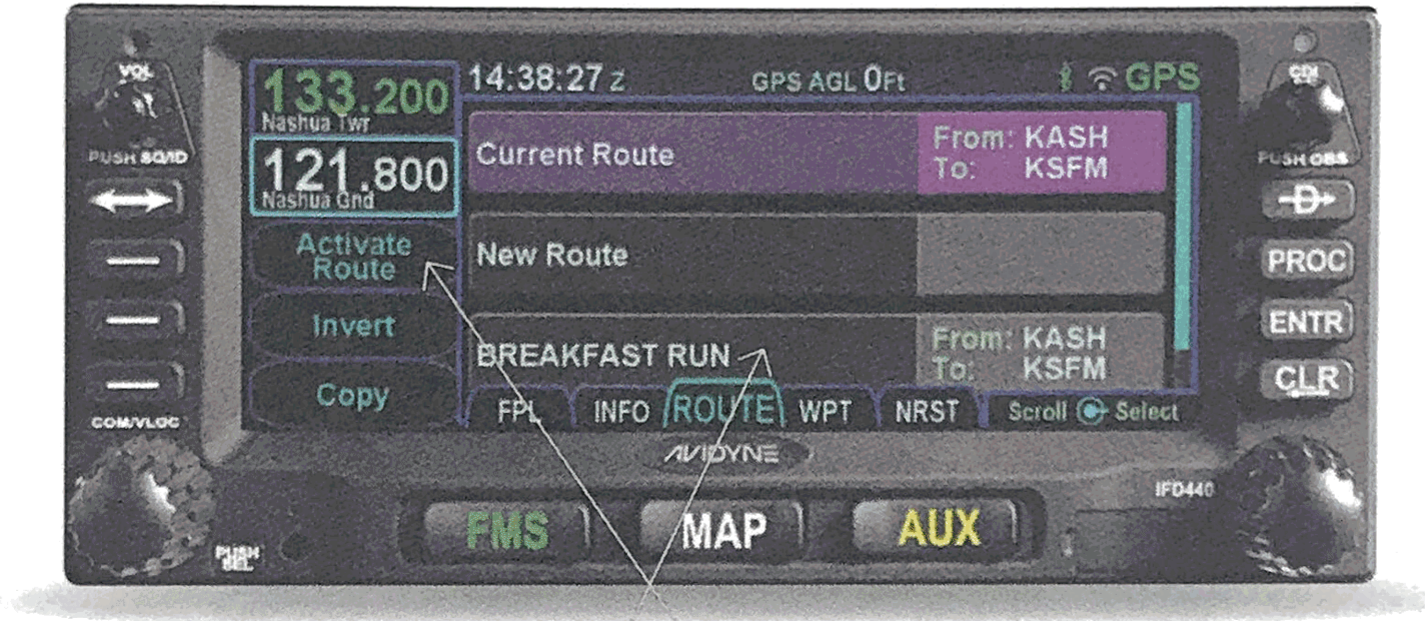 VOL
PUSH SQ/ID
COM/VLOC
PUSH
SEL
133.200
Nashua Twr
121.800
Nashua Gnd
Activate
Route
Invert
Copy
14:38:27 Z
GPS AGL 0Ft
GPS
Current Route
From: KASH
To: KSFM
New Route
BREAKFAST RUN
From: KASH
To: KSFM
FPL
INFO
ROUTE
WPT
NRST
Scroll Select
AVIDYNE
FMS
MAP
AUX
CDI
PUSH OBS
D
PROC
ENTR
CLR
IFD440